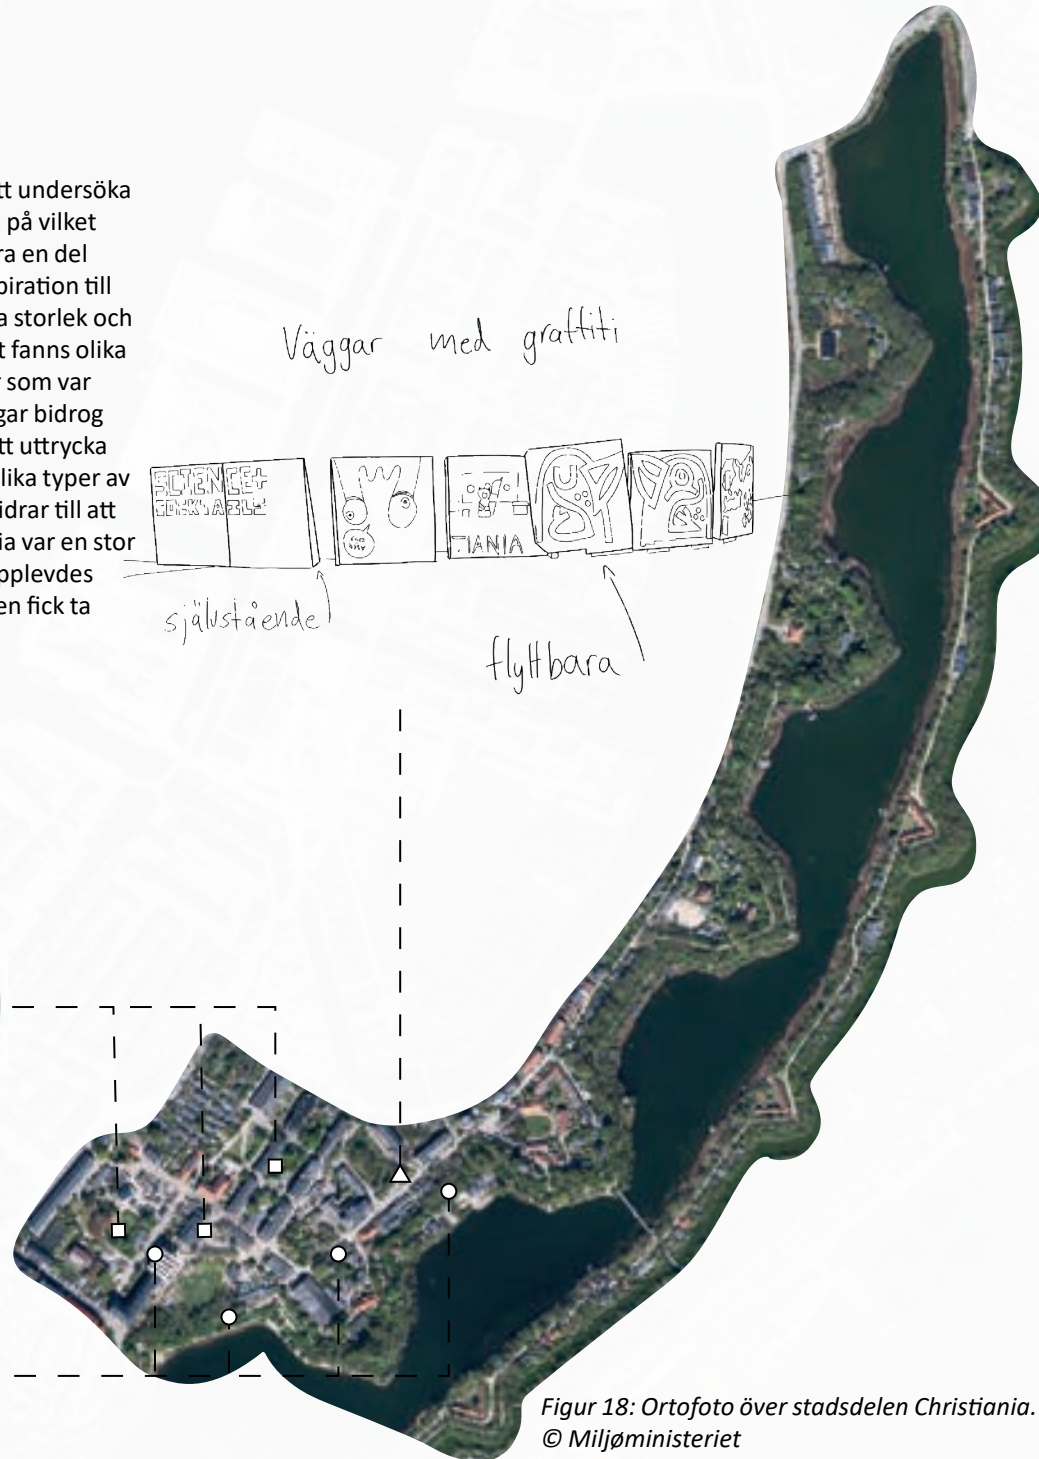 tt undersöka
på vilket
ra en del
piration till
a storlek och
t fanns olika
r som var
gar bidrog
tt uttrycka
lika typer av
idrar till att
ia var en stor
pplevdes
en fick ta
Väggar med graffiti
SCIENCE+
TIANIA
självstående
flyttbara
Figur 18: Ortofoto över stadsdelen Christiania.
© Miljøministeriet